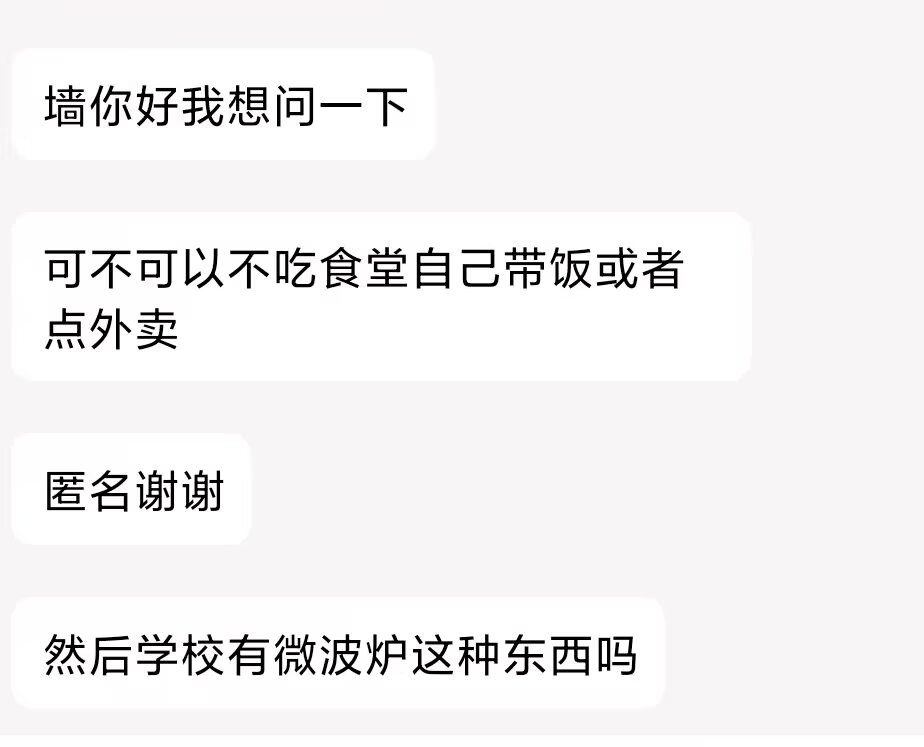 墙你好我想问一下
可不可以不吃食堂自己带饭或者
点外卖
匿名谢谢
然后学校有微波炉这种东西吗